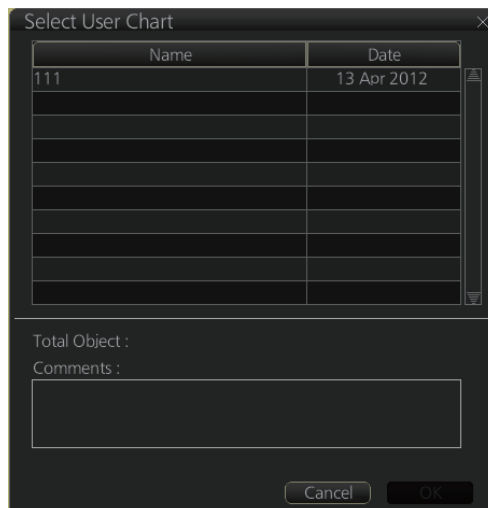 Select User Chart
Name Date
111 13 Apr 2012
Total Object :
Comments :
Cancel OK